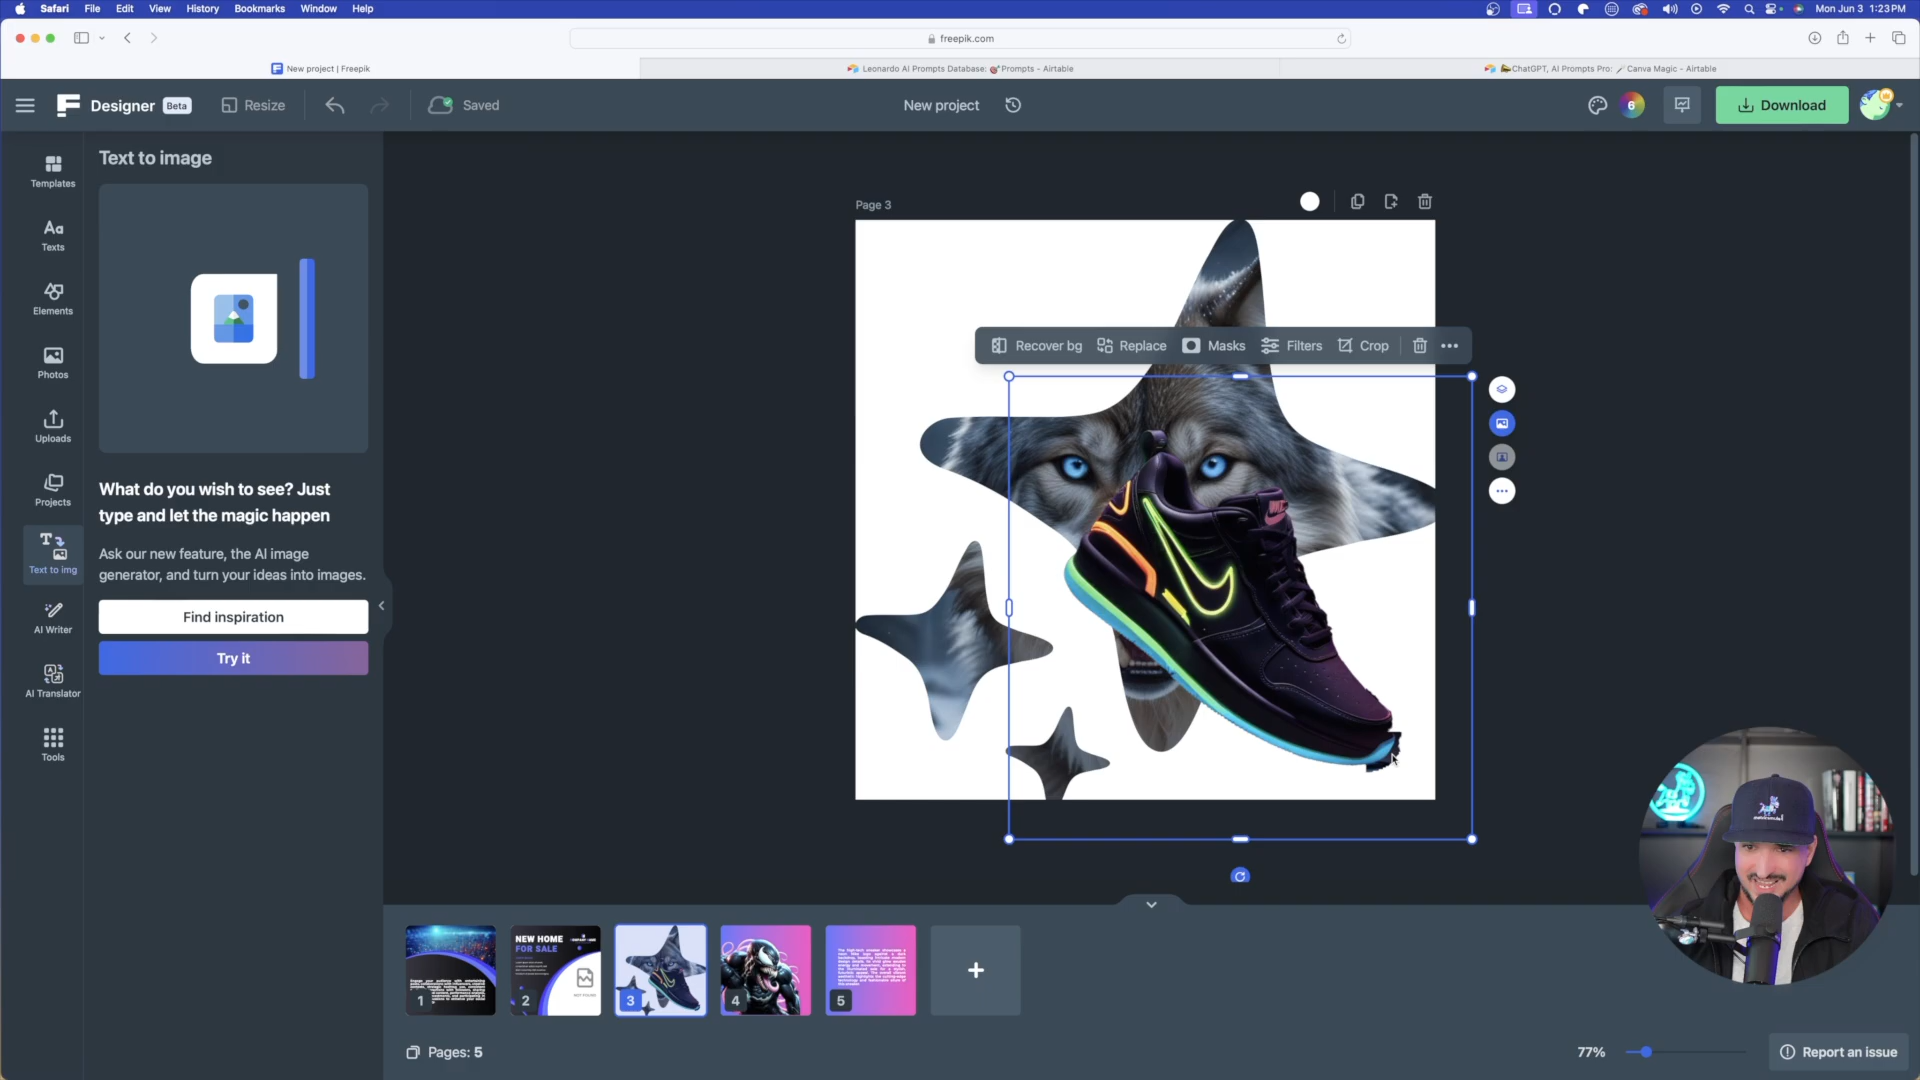 Safari File Edit View History Bookmarks Window Help
Mon Jun 3 1:23 PM
freepik.com
New project | Freepik
Leonardo AI Prompts Database: 🎯Prompts - Airtable
ChatGPT, AI Prompts Pro: 🪄Canva Magic - Airtable
Designer Beta
Resize
Saved
New project
6
Download
Templates
Texts
Elements
Photos
Uploads
Projects
Text to img
AI Writer
AI Translator
Tools
Text to image
What do you wish to see? Just
type and let the magic happen
Ask our new feature, the AI image
generator, and turn your ideas into images.
Find inspiration
Try it
Page 3
Recover bg Replace Masks Filters Crop
1
NEW HOME
FOR SALE
2
3
4
5
Pages: 5
77%
Report an issue